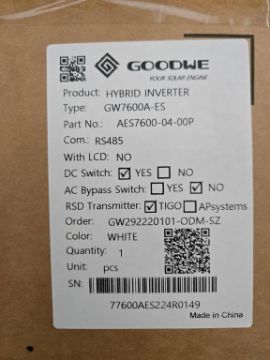 GOODWE
YOUR SOLAR ENGINE
Product: HYBRID INVERTER
Type: GW7600A-ES
Part No.: AES7600-04-00P
Com.: RS485
With LCD: NO
DC Switch: ☑ YES ☐ NO
AC Bypass Switch: ☐ YES ☑ NO
RSD Transmitter: ☑ TIGO ☐ APsystems
Order: GW292220101-ODM-SZ
Color: WHITE
Quantity: 1
Unit: pcs
SN:
77600AES224R0149
Made in China